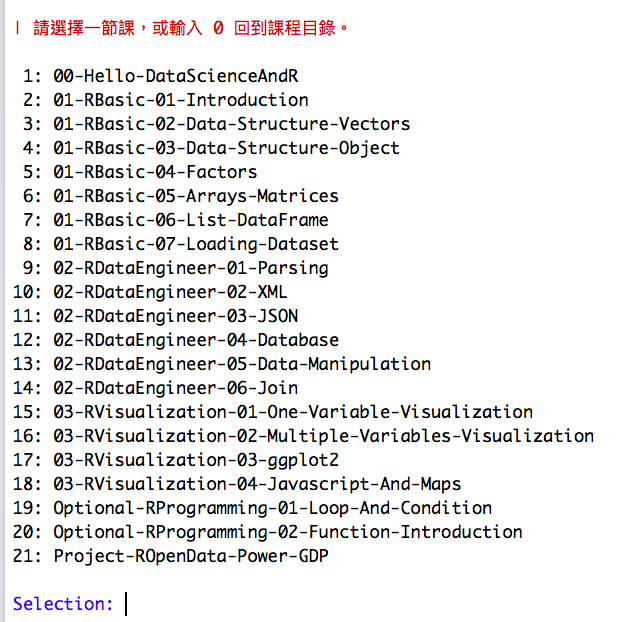 | 請選擇一節課，或輸入 0 回到課程目錄。
1: 00-Hello-DataScienceAndR
2: 01-RBasic-01-Introduction
3: 01-RBasic-02-Data-Structure-Vectors
4: 01-RBasic-03-Data-Structure-Object
5: 01-RBasic-04-Factors
6: 01-RBasic-05-Arrays-Matrices
7: 01-RBasic-06-List-DataFrame
8: 01-RBasic-07-Loading-Dataset
9: 02-RDataEngineer-01-Parsing
10: 02-RDataEngineer-02-XML
11: 02-RDataEngineer-03-JSON
12: 02-RDataEngineer-04-Database
13: 02-RDataEngineer-05-Data-Manipulation
14: 02-RDataEngineer-06-Join
15: 03-RVisualization-01-One-Variable-Visualization
16: 03-RVisualization-02-Multiple-Variables-Visualization
17: 03-RVisualization-03-ggplot2
18: 03-RVisualization-04-Javascript-And-Maps
19: Optional-RProgramming-01-Loop-And-Condition
20: Optional-RProgramming-02-Function-Introduction
21: Project-ROpenData-Power-GDP
Selection: